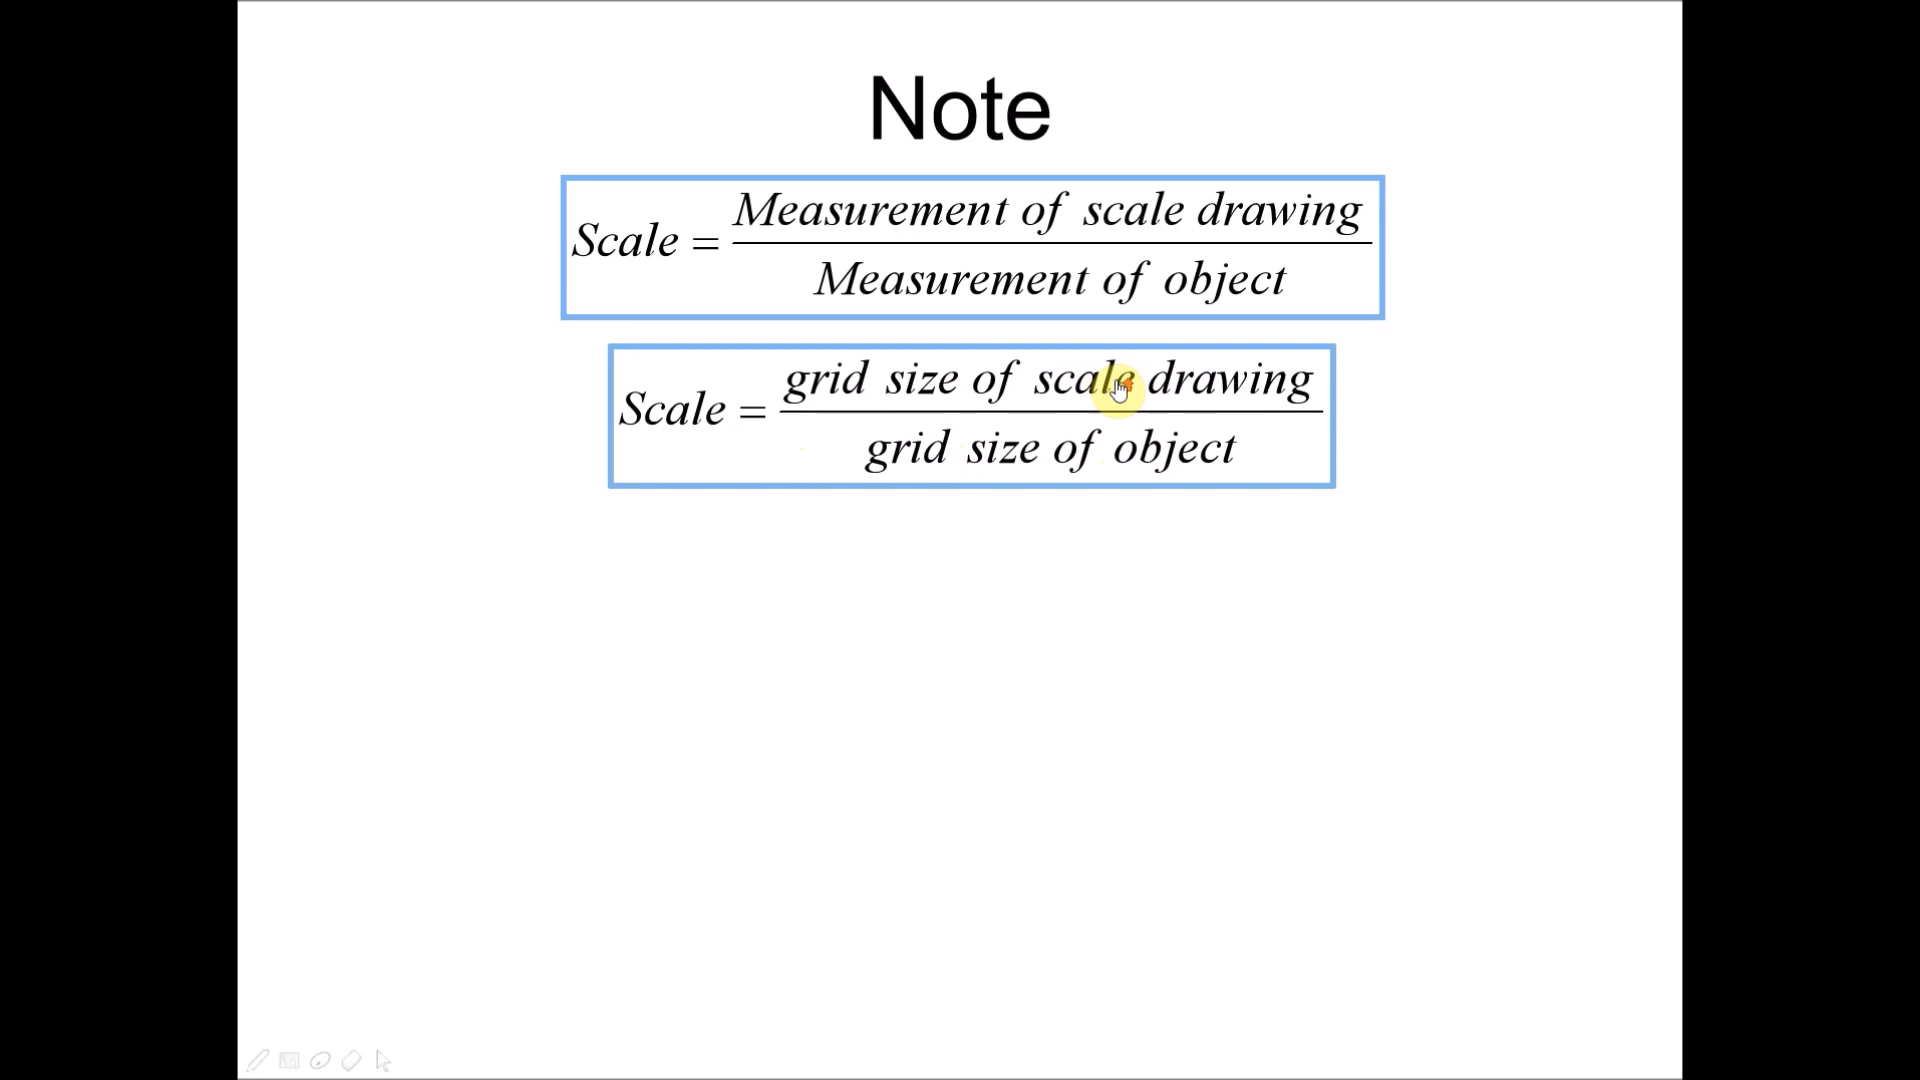 Note
Scale = Measurement of scale drawing / Measurement of object
Scale = grid size of scale drawing / grid size of object